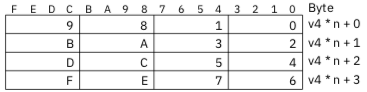 F E D C B A 9 8 7 6 5 4 3 2 1 0 Byte
9 8 1 0 v4 * n + 0
B A 3 2 v4 * n + 1
D C 5 4 v4 * n + 2
F E 7 6 v4 * n + 3